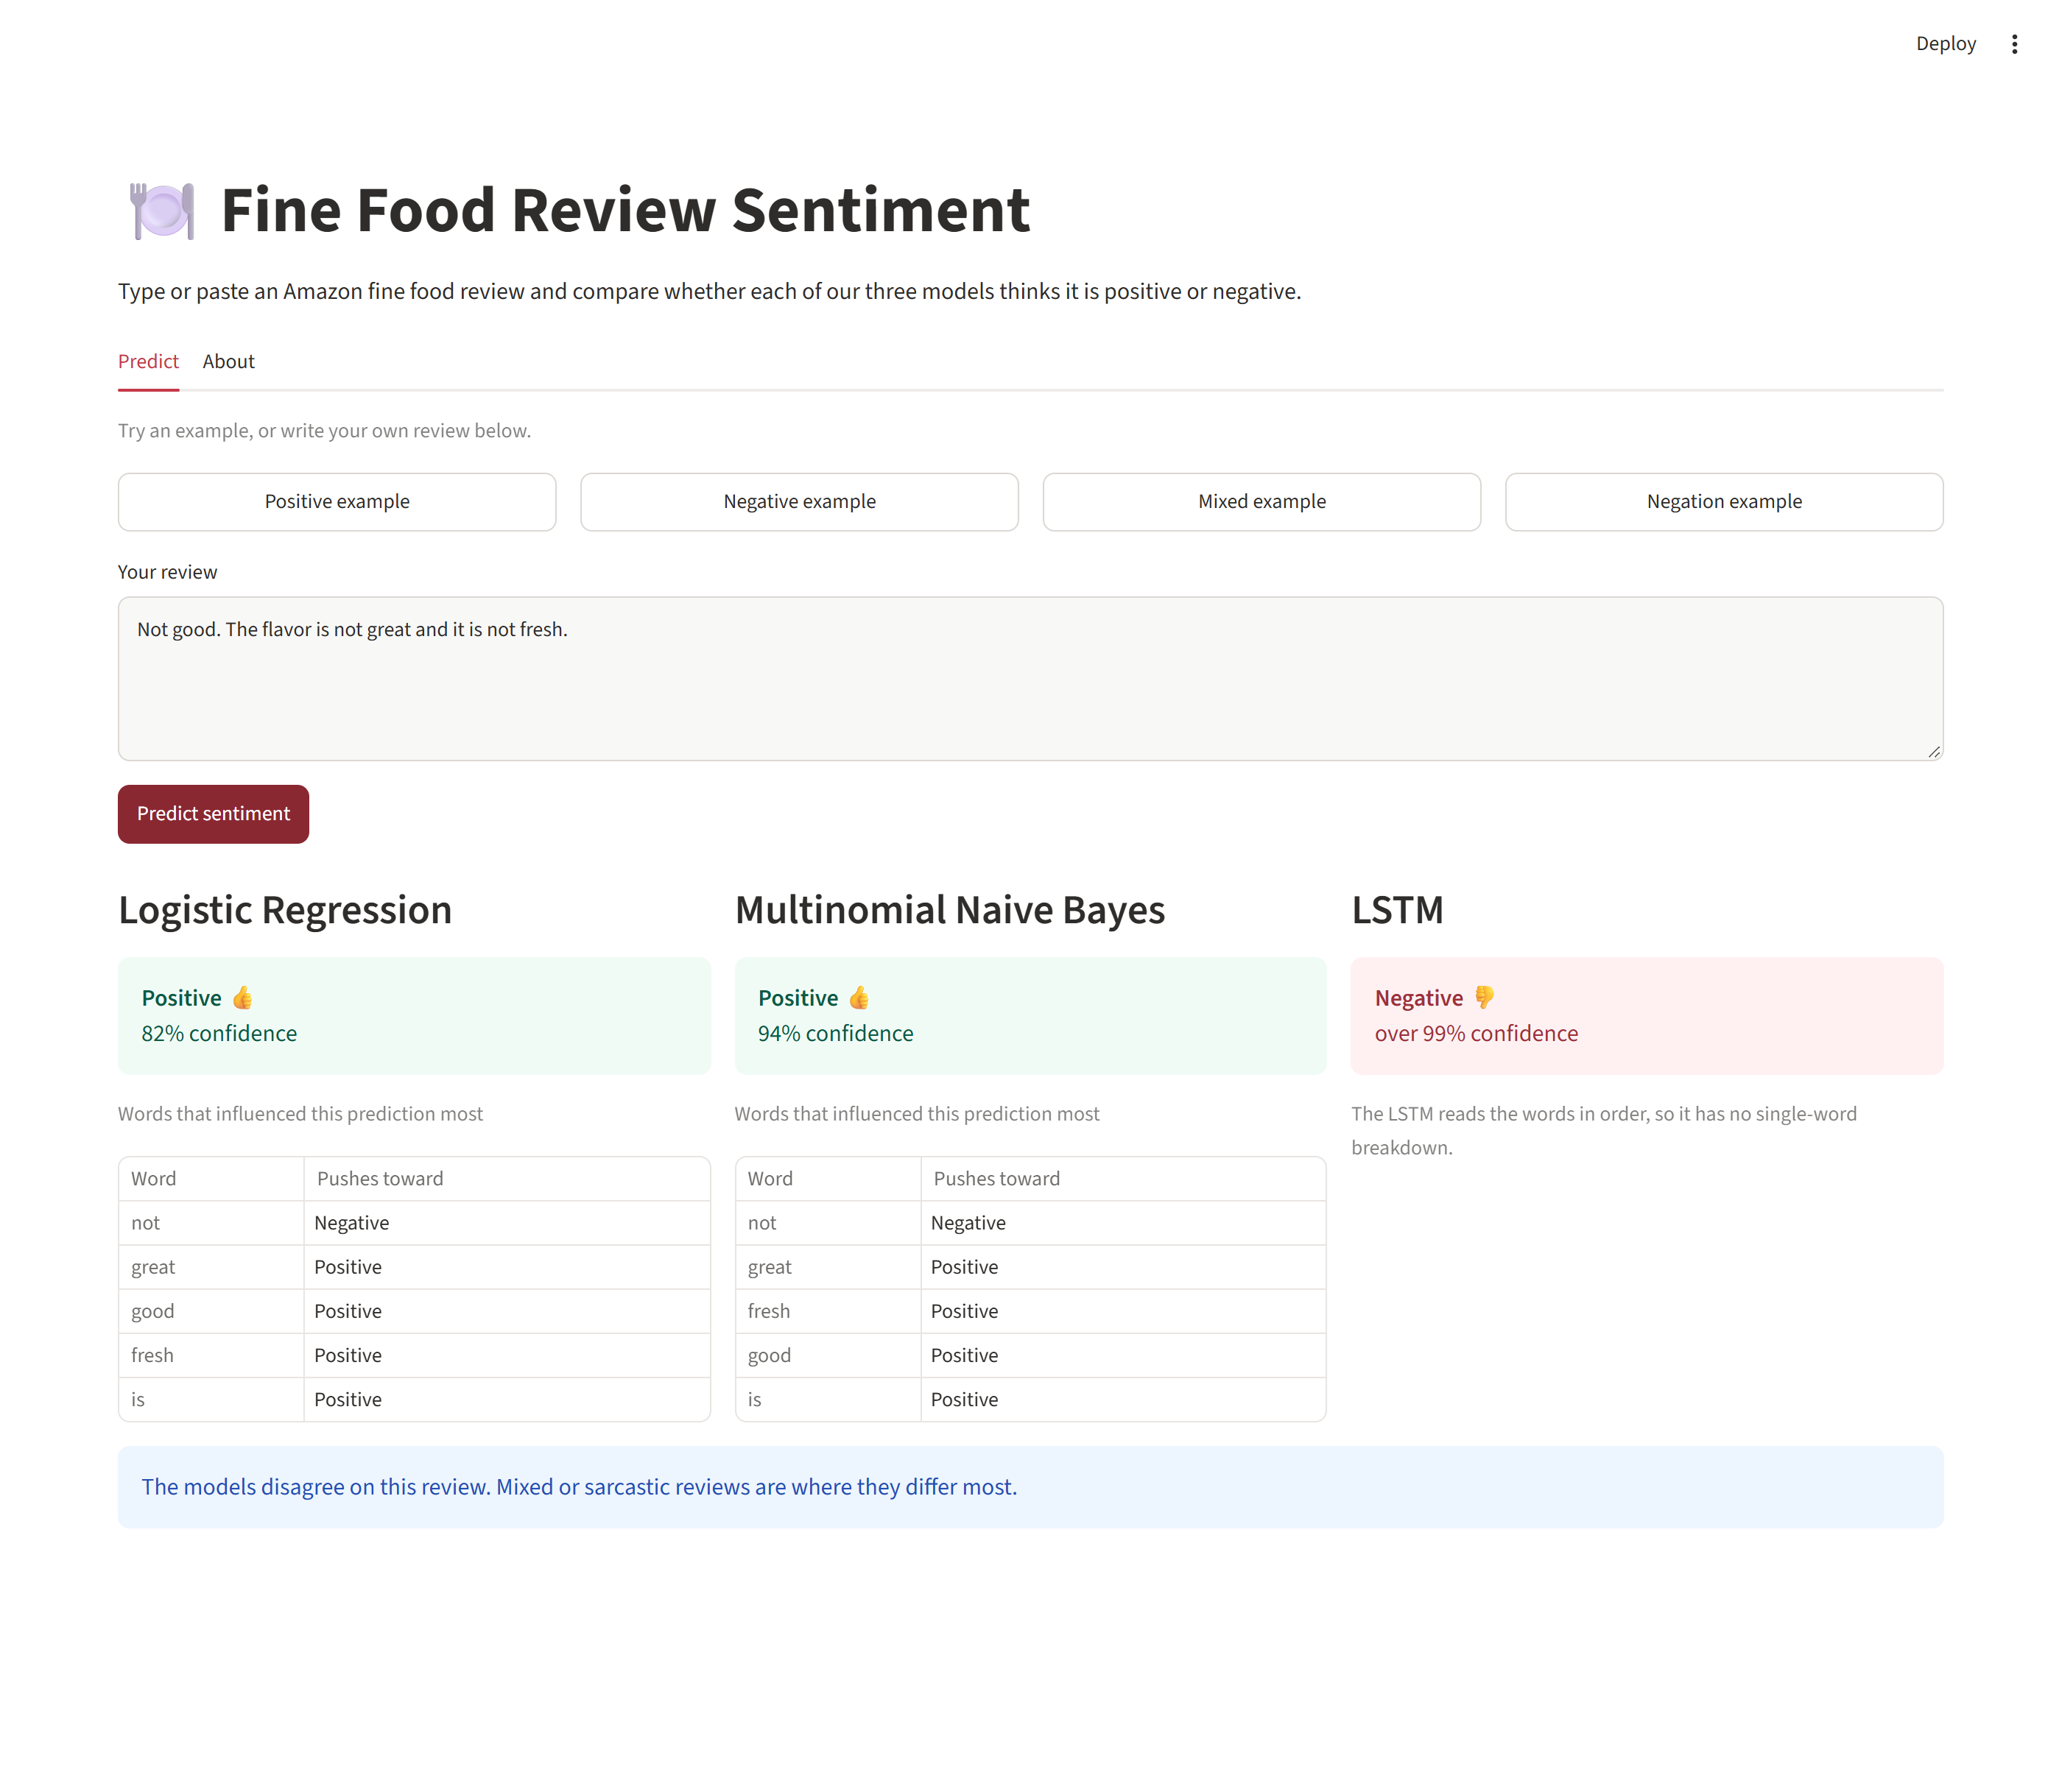 Deploy
Fine Food Review Sentiment
Type or paste an Amazon fine food review and compare whether each of our three models thinks it is positive or negative.
Predict About
Try an example, or write your own review below.
Positive example Negative example Mixed example Negation example
Your review
Not good. The flavor is not great and it is not fresh.
Predict sentiment
Logistic Regression
Positive 👍
82% confidence
Words that influenced this prediction most
Word Pushes toward
not Negative
great Positive
good Positive
fresh Positive
is Positive
Multinomial Naive Bayes
Positive 👍
94% confidence
Words that influenced this prediction most
Word Pushes toward
not Negative
great Positive
fresh Positive
good Positive
is Positive
LSTM
Negative 👎
over 99% confidence
The LSTM reads the words in order, so it has no single-word
breakdown.
The models disagree on this review. Mixed or sarcastic reviews are where they differ most.